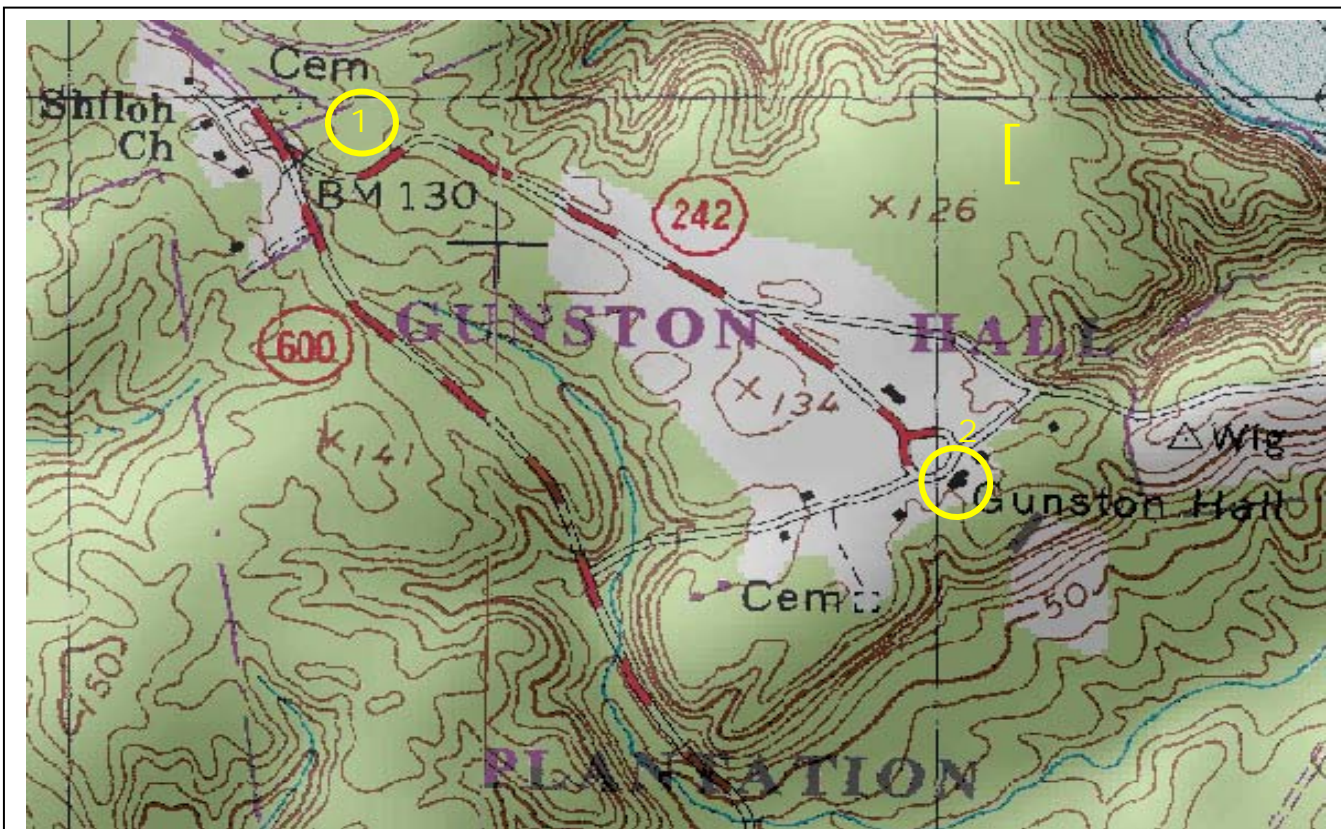 Cem
Shiloh
Ch
1
[
BM 130
242
×126
GUNSTON HALL
600
×134
×141
2
Wig
Gunston Hall
Cem
50
150
PLANTATION